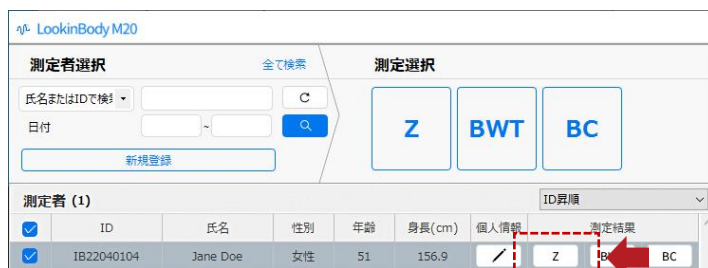 LookinBody M20
測定者選択
全て検索
測定選択
氏名またはIDで検索
日付
~
新規登録
Z
BWT
BC
測定者 (1)
ID昇順
ID 氏名 性別 年齢 身長(cm) 個人情報 測定結果
IB22040104 Jane Doe 女性 51 156.9 Z BC